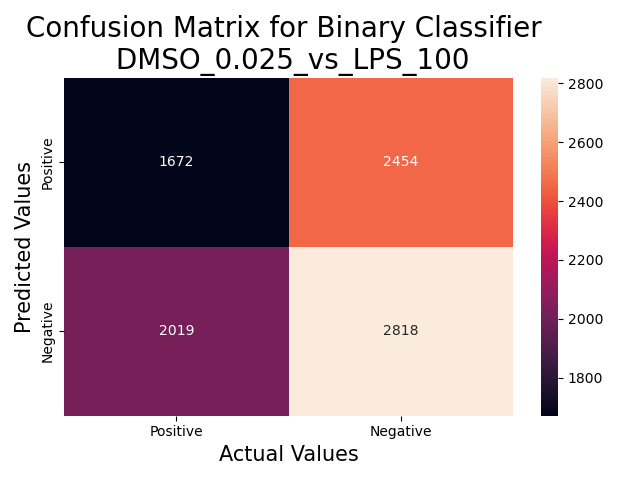 Confusion Matrix for Binary Classifier
DMSO_0.025_vs_LPS_100
Predicted Values
Positive
Negative
1672
2454
2019
2818
Positive
Negative
Actual Values
2800
2600
2400
2200
2000
1800